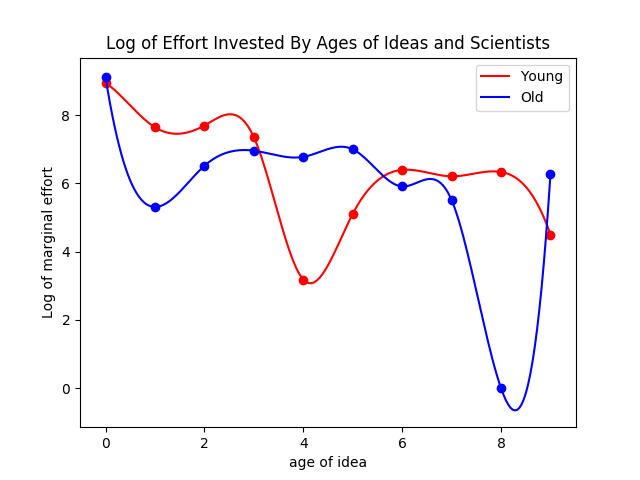 Log of Effort Invested By Ages of Ideas and Scientists
Young
Old
Log of marginal effort
8
6
4
2
0
0 2 4 6 8
age of idea